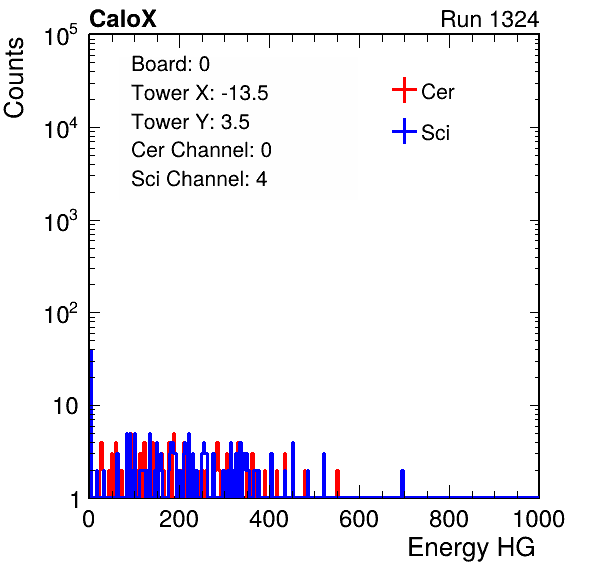 CaloX Run 1324
Board: 0
Tower X: -13.5
Tower Y: 3.5
Cer Channel: 0
Sci Channel: 4
Cer
Sci
Counts
10^5
10^4
10^3
10^2
10
1
0 200 400 600 800 1000
Energy HG